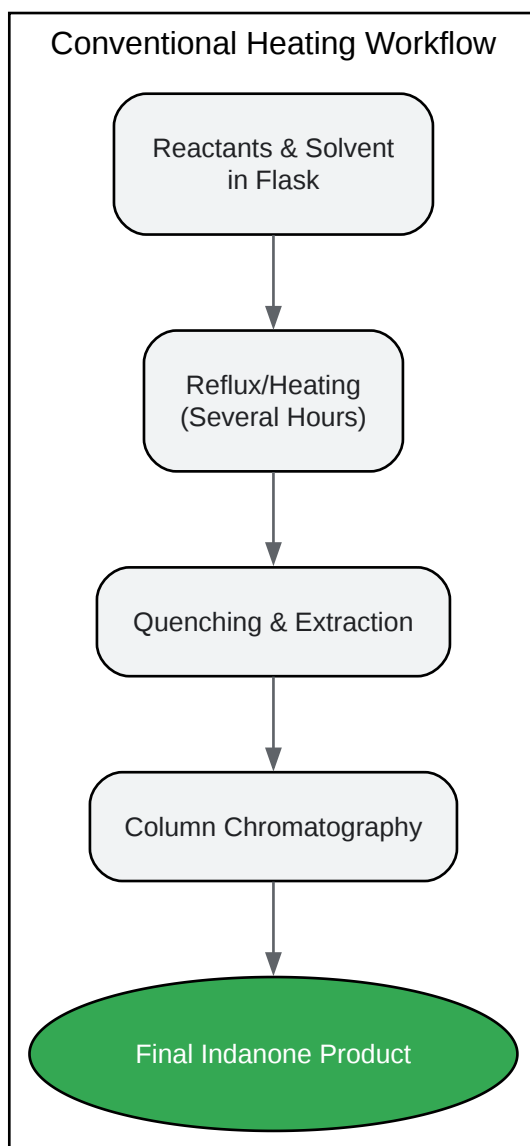 Conventional Heating Workflow
Reactants & Solvent
in Flask
Reflux/Heating
(Several Hours)
Quenching & Extraction
Column Chromatography
Final Indanone Product